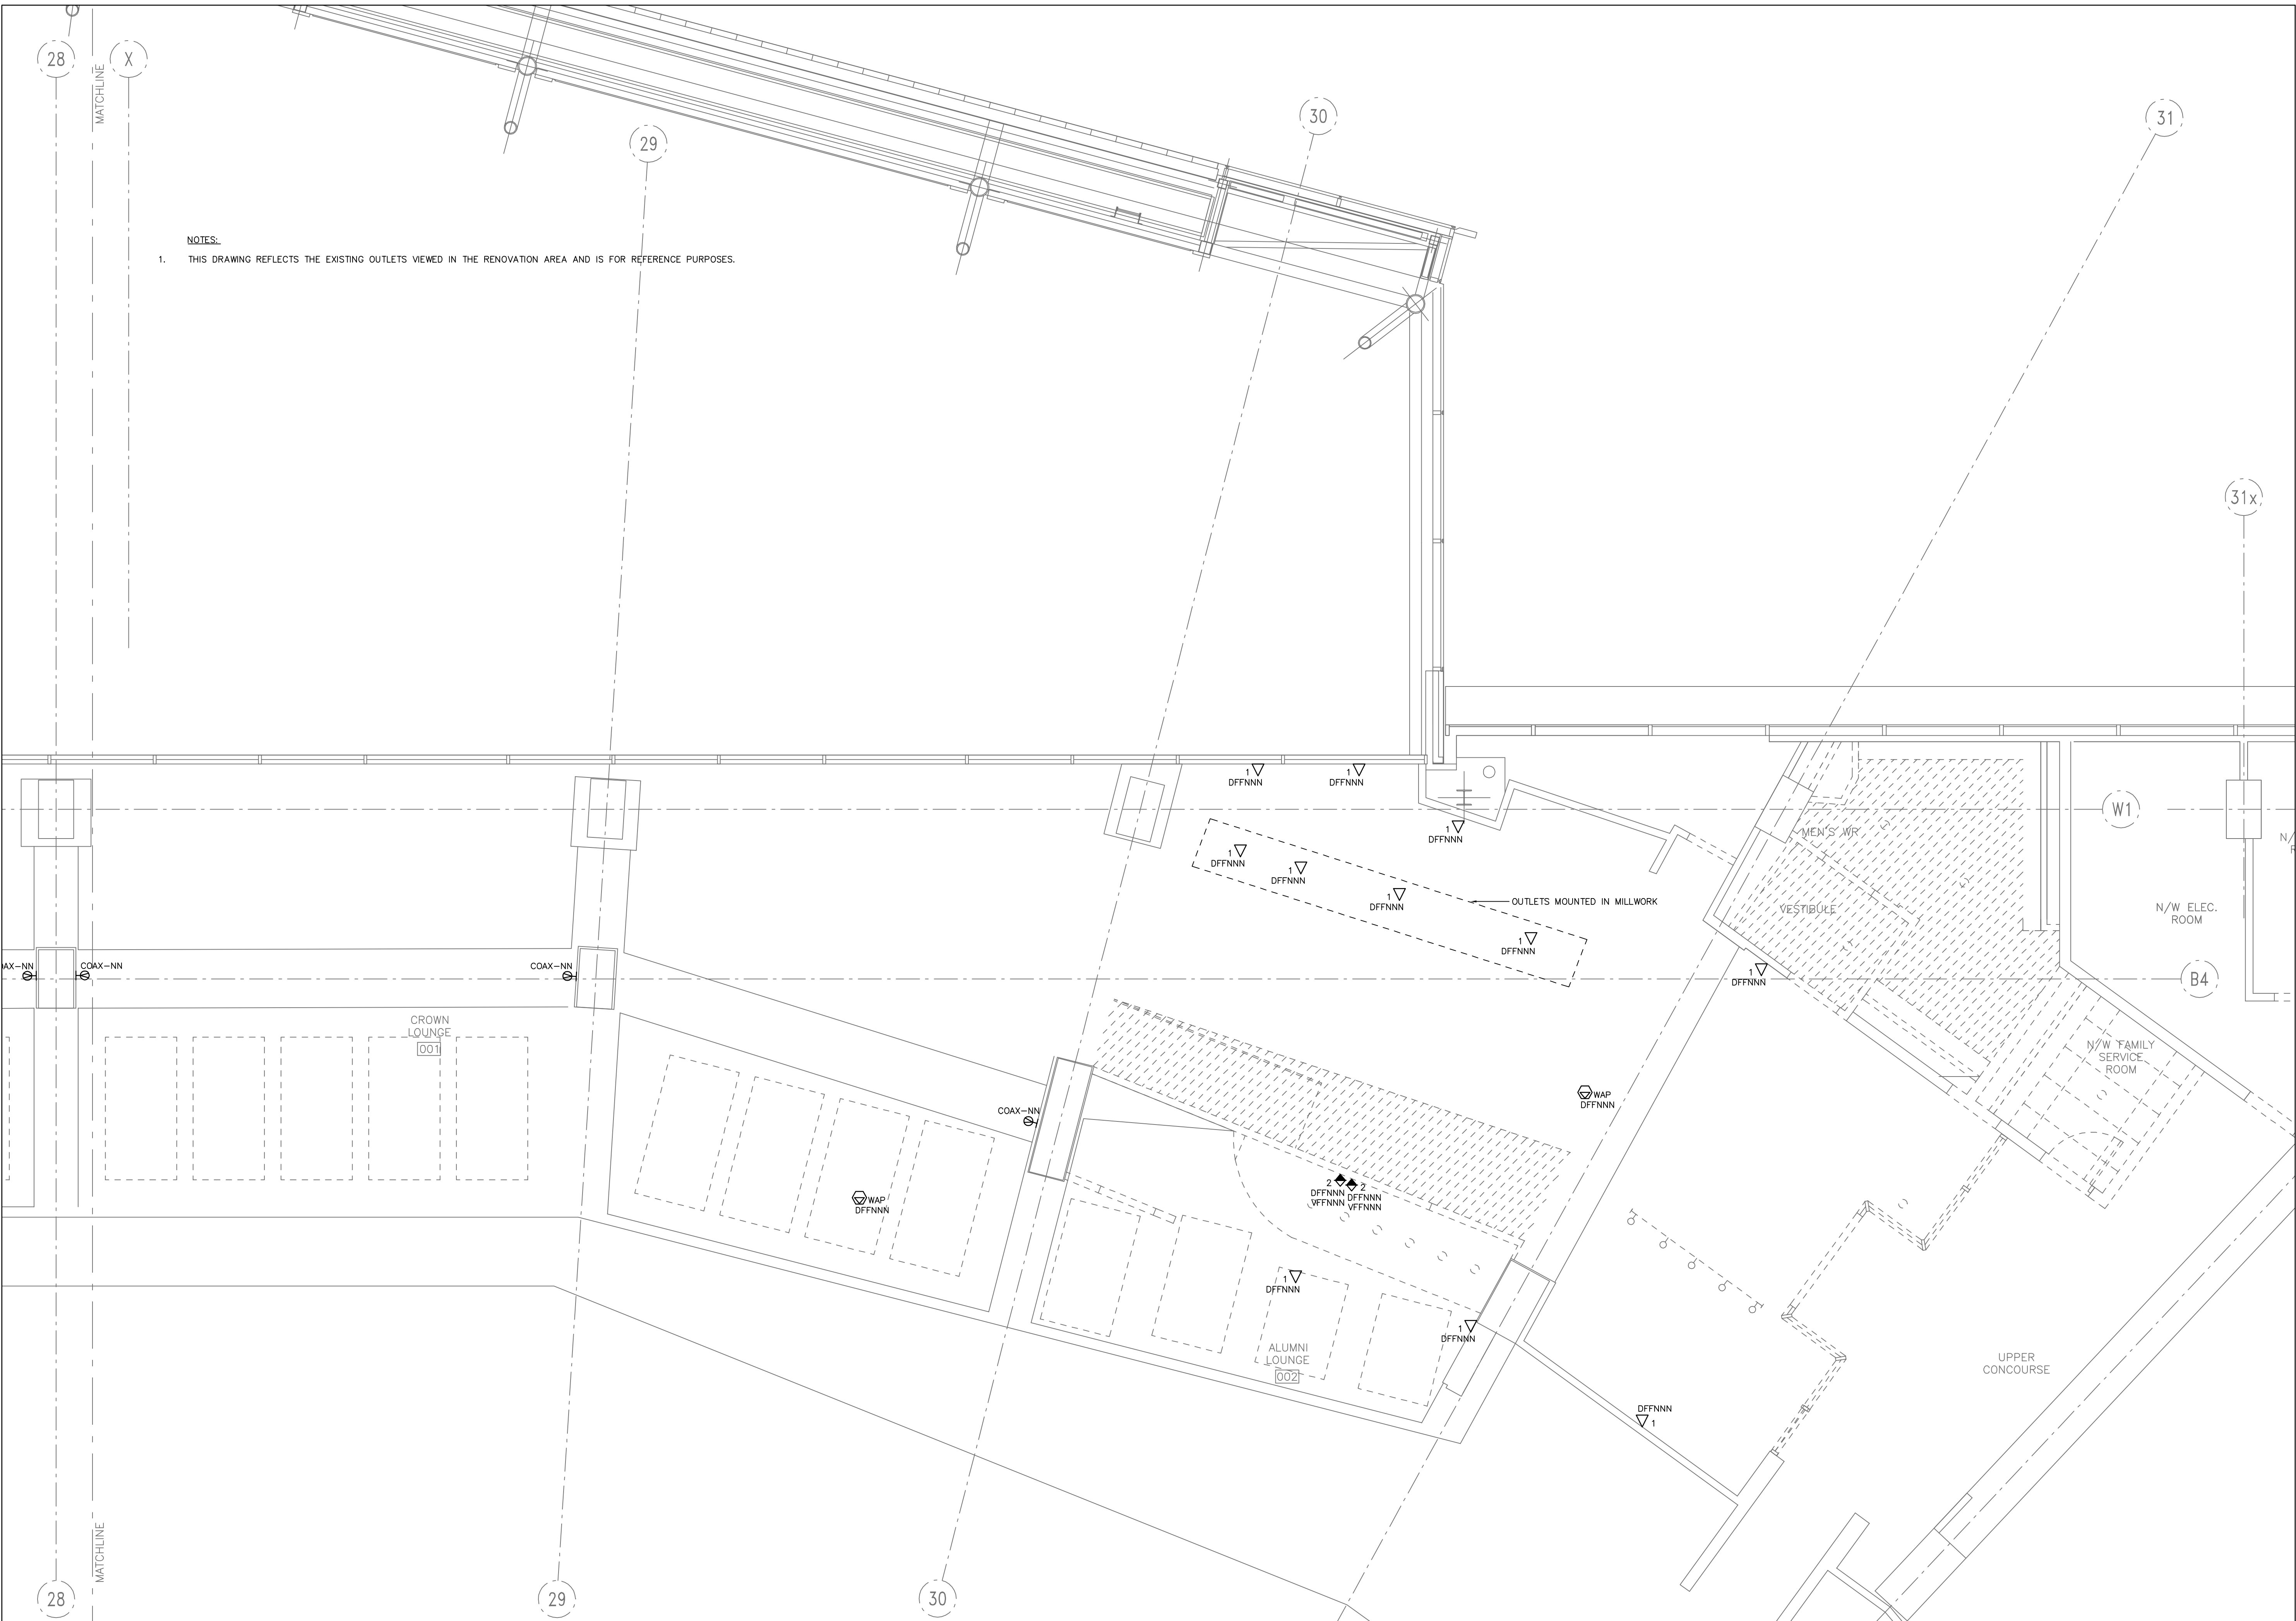 28
X
MATCHLINE
29
30
31
NOTES:
1. THIS DRAWING REFLECTS THE EXISTING OUTLETS VIEWED IN THE RENOVATION AREA AND IS FOR REFERENCE PURPOSES.
31x
1
DFFNNN
1
DFFNNN
W1
1
DFFNNN
MEN'S WR
1
DFFNNN
1
DFFNNN
1
DFFNNN
OUTLETS MOUNTED IN MILLWORK
VESTIBULE
N/W ELEC.
ROOM
1
DFFNNN
AX-NN
COAX-NN
COAX-NN
1
DFFNNN
B4
CROWN
LOUNGE
001
N/W FAMILY
SERVICE
ROOM
WAP
DFFNNN
COAX-NN
WAP
DFFNNN
2
DFFNNN
VFFNNN
2
DFFNNN
VFFNNN
1
DFFNNN
1
DFFNNN
ALUMNI
LOUNGE
002
UPPER
CONCOURSE
DFFNNN
1
MATCHLINE
28
29
30